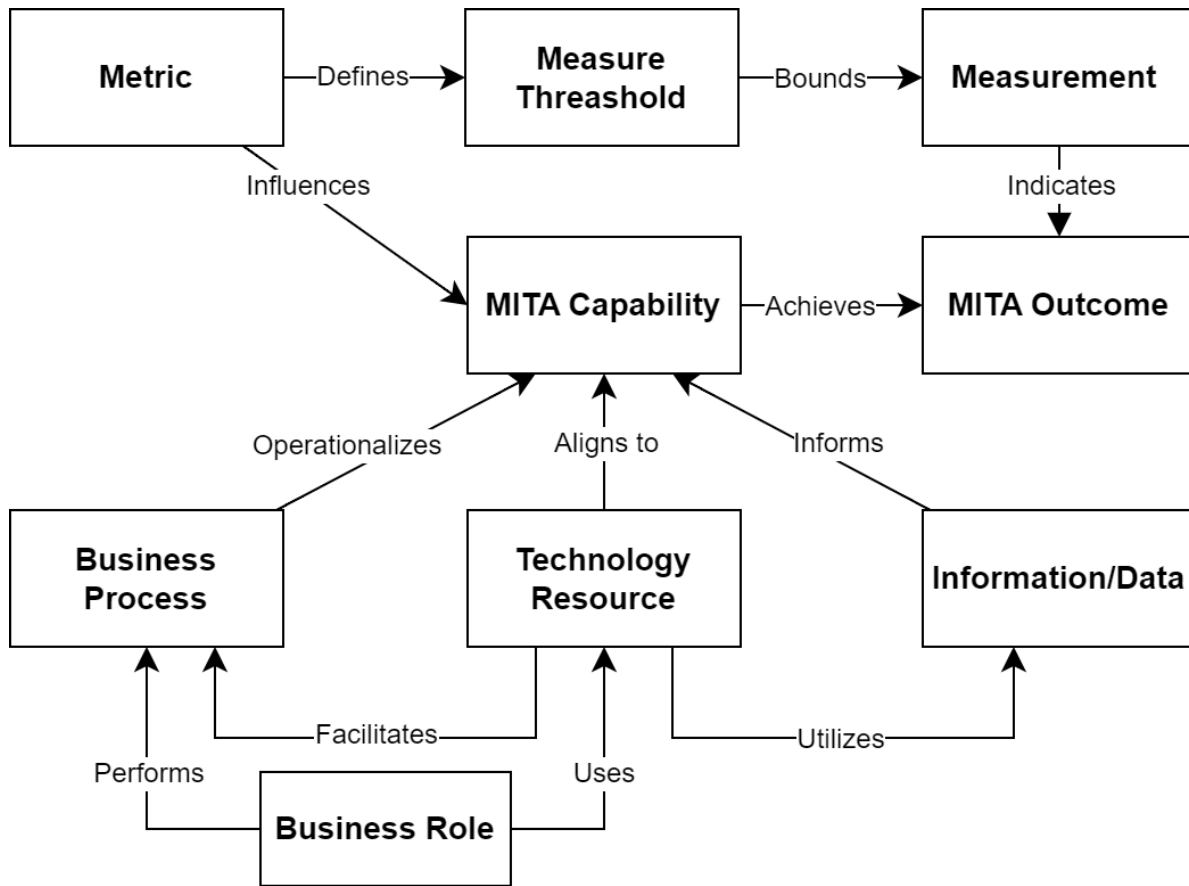 Metric
Defines
Measure
Threashold
Bounds
Measurement
Influences
Indicates
MITA Capability
Achieves
MITA Outcome
Operationalizes
Aligns to
Informs
Business
Process
Technology
Resource
Information/Data
Facilitates
Utilizes
Performs
Uses
Business Role